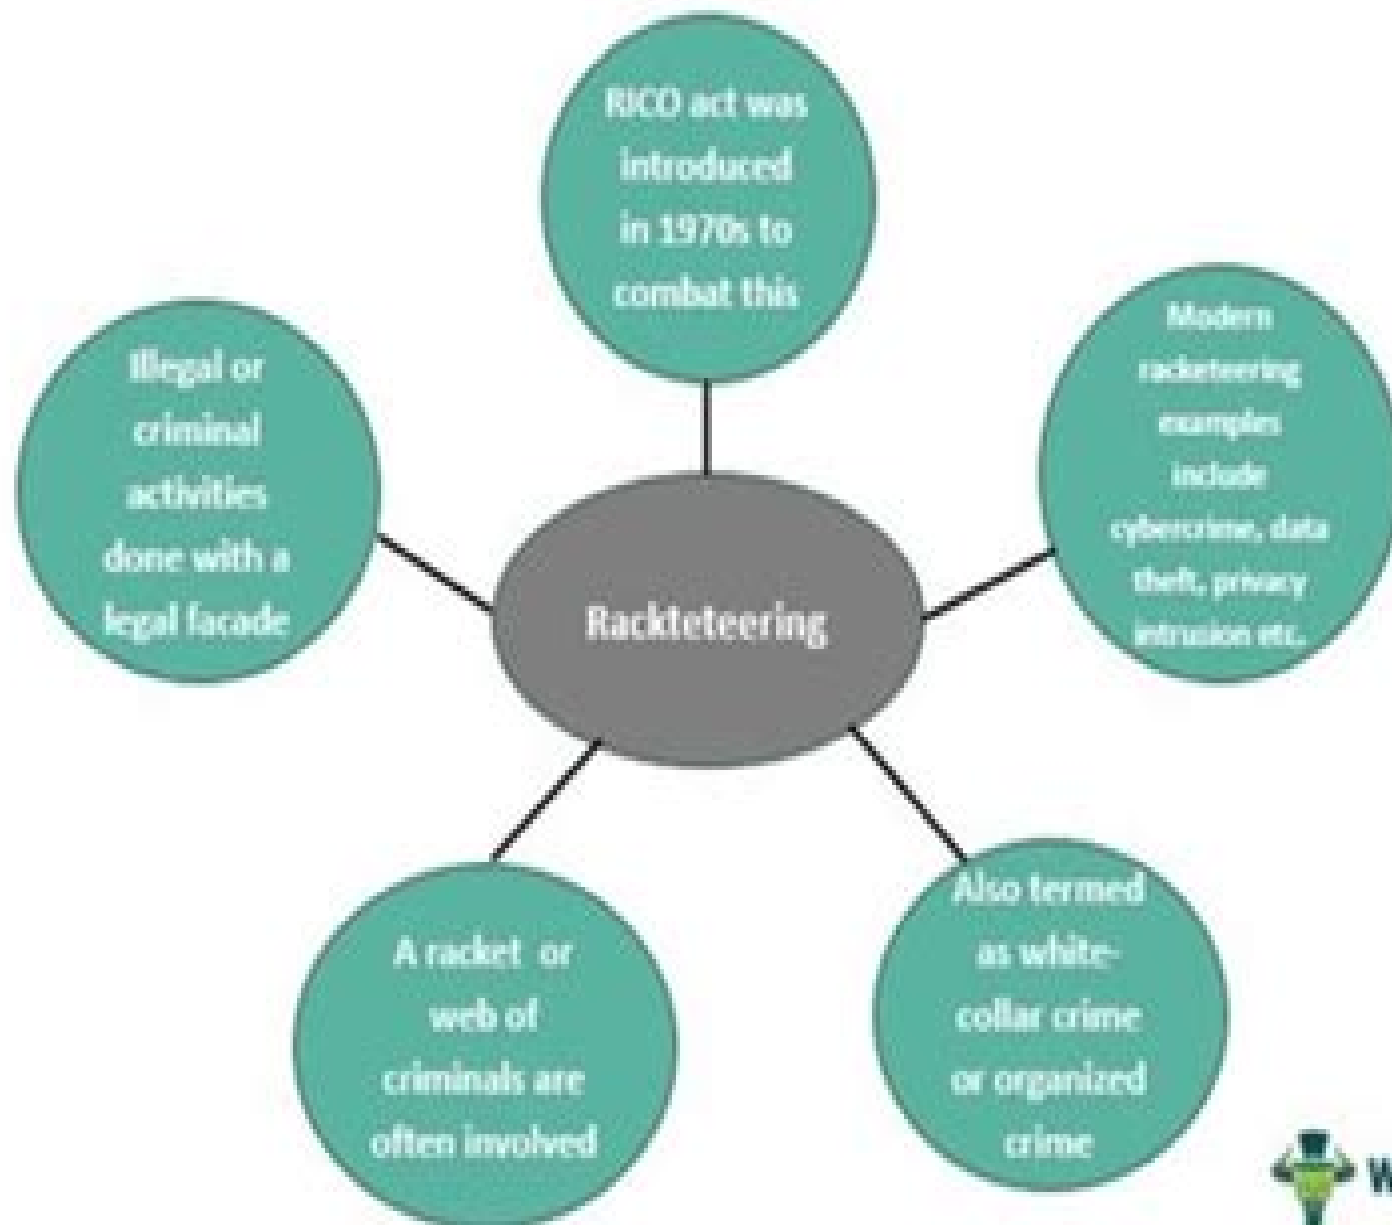 RICO act was
introduced
in 1970s to
combat this
Illegal or
criminal
activities
done with a
legal facade
Modern
racketeering
examples
include
cybercrime, data
theft, privacy
intrusion etc.
Rackteteering
A racket or
web of
criminals are
often involved
Also termed
as white-
collar crime
or organized
crime
W